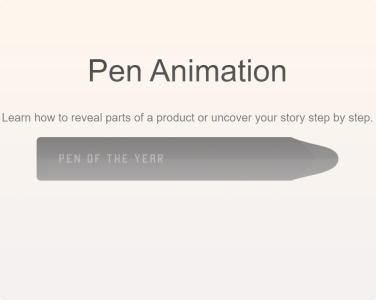 Pen Animation
Learn how to reveal parts of a product or uncover your story step by step.
PEN OF THE YEAR